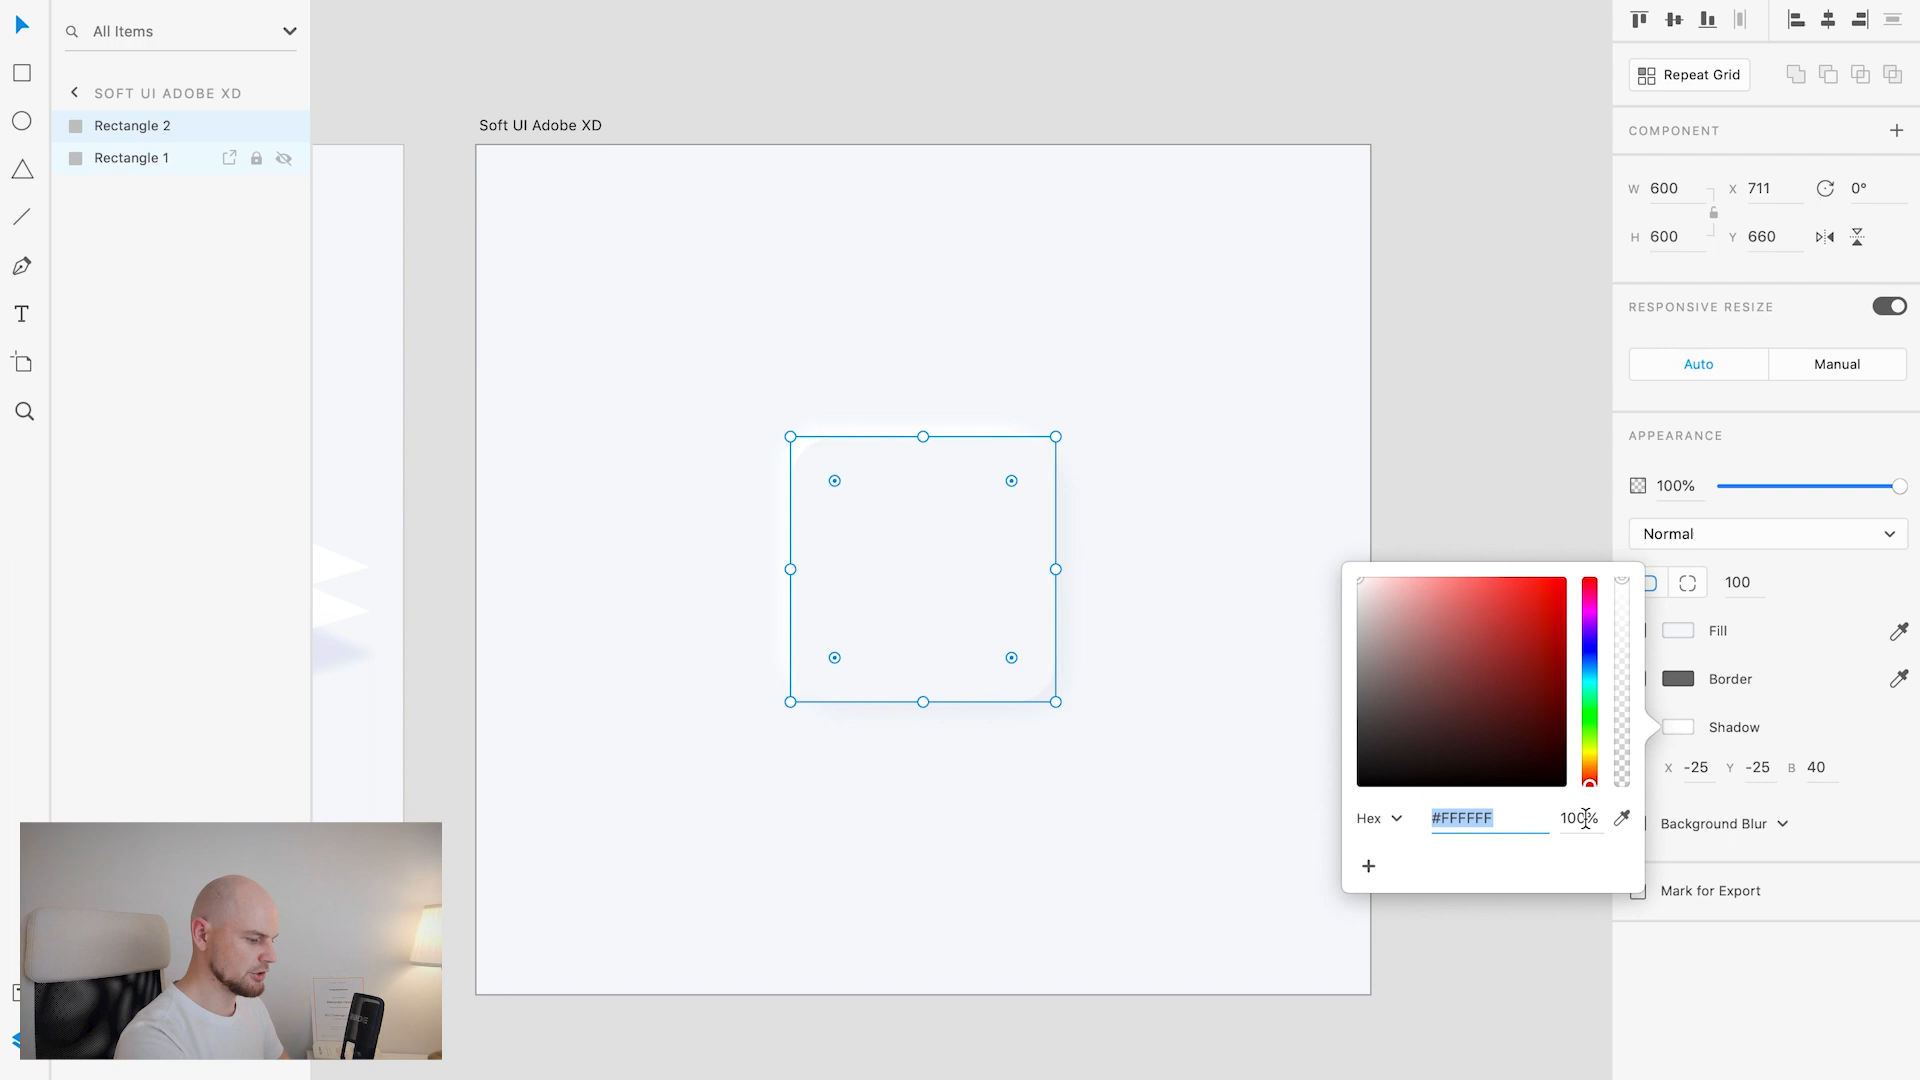 All Items
SOFT UI ADOBE XD
Rectangle 2
Rectangle 1
Soft UI Adobe XD
Repeat Grid
COMPONENT
W 600 X 711 0°
H 600 Y 660
RESPONSIVE RESIZE
Auto Manual
APPEARANCE
100%
Normal
100
Fill
Border
Shadow
X -25 Y -25 B 40
Hex #FFFFFF 100%
Background Blur
Mark for Export